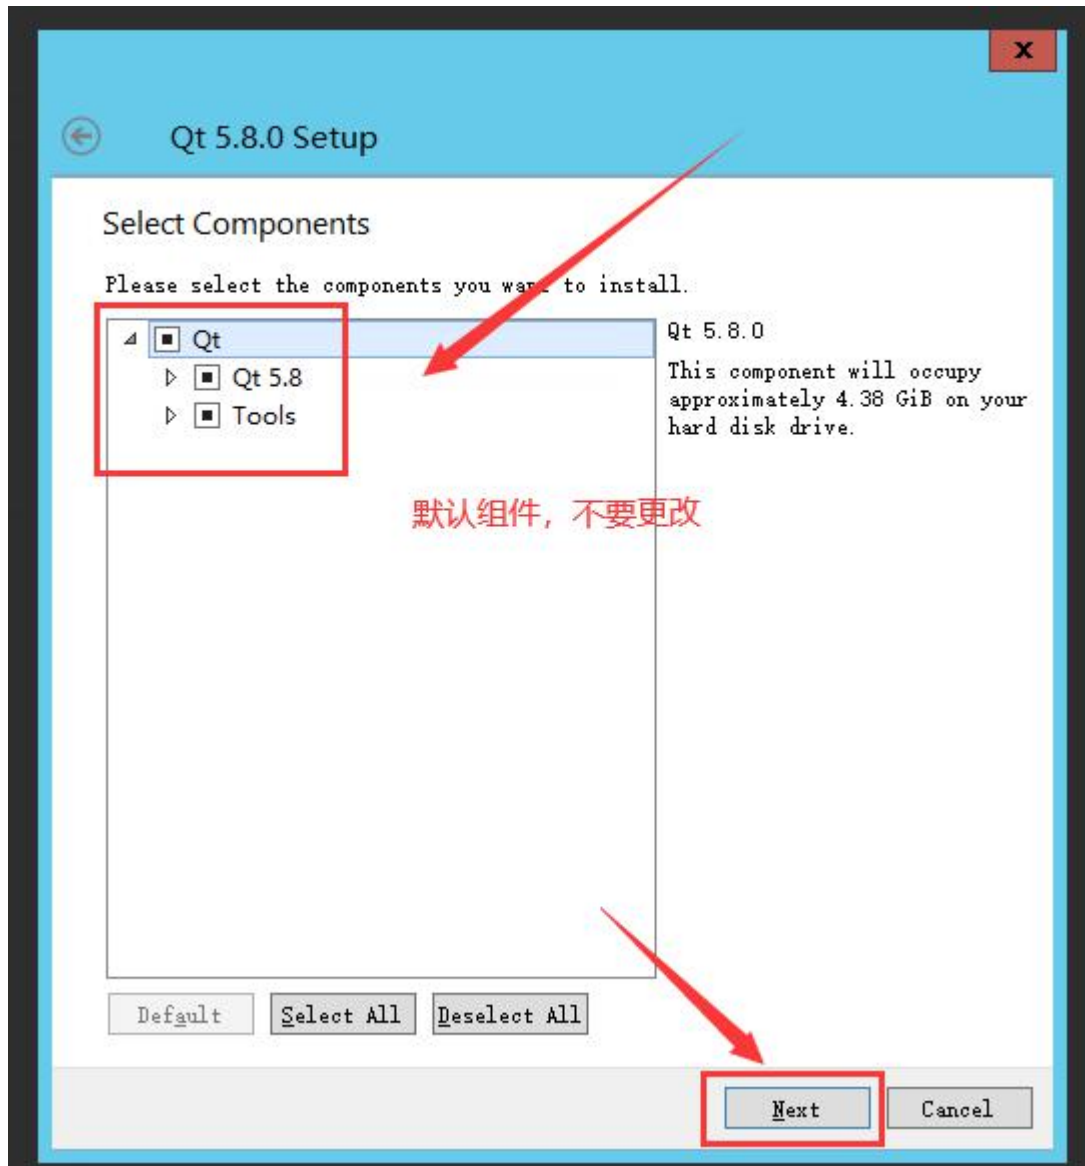 x
Qt 5.8.0 Setup
Select Components
Please select the components you want to install.
Qt
Qt 5.8
Tools
Qt 5.8.0
This component will occupy
approximately 4.38 GiB on your
hard disk drive.
默认组件，不要更改
Default Select All Deselect All
Next Cancel